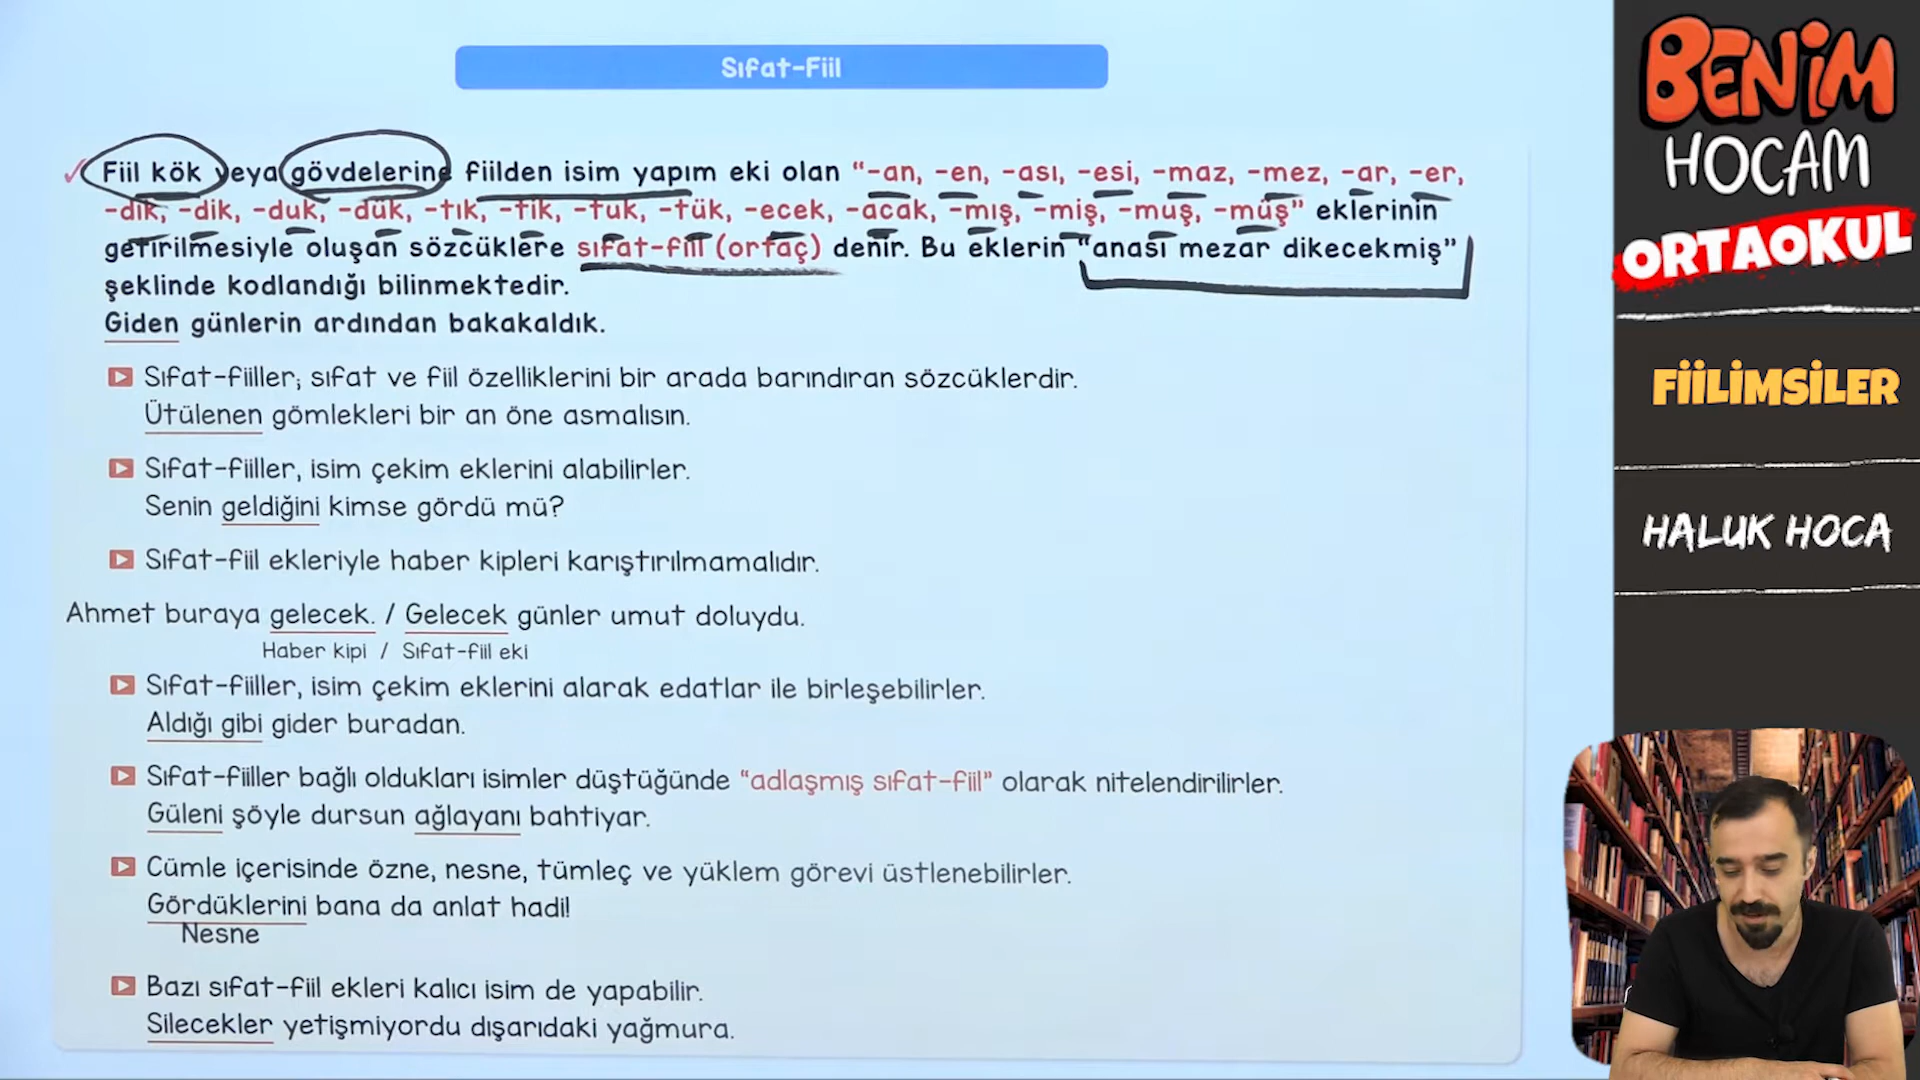 Sıfat-Fiil
Fiil kök veya gövdelerine fiilden isim yapım eki olan “-an, -en, -ası, -esi, -maz, -mez, -ar, -er,
-dık, -dik, -duk, -dük, -tık, -tik, -tuk, -tük, -ecek, -acak, -mış, -miş, -muş, -müş” eklerinin
getirilmesiyle oluşan sözcüklere sıfat-fiil (ortaç) denir. Bu eklerin “anası mezar dikecekmiş”
şeklinde kodlandığı bilinmektedir.
Giden günlerin ardından bakakaldık.
Sıfat-fiiller; sıfat ve fiil özelliklerini bir arada barındıran sözcüklerdir.
Ütülenen gömlekleri bir an öne asmalısın.
Sıfat-fiiller, isim çekim eklerini alabilirler.
Senin geldiğini kimse gördü mü?
Sıfat-fiil ekleriyle haber kipleri karıştırılmamalıdır.
Ahmet buraya gelecek. / Gelecek günler umut doluydu.
Haber kipi / Sıfat-fiil eki
Sıfat-fiiller, isim çekim eklerini alarak edatlar ile birleşebilirler.
Aldığı gibi gider buradan.
Sıfat-fiiller bağlı oldukları isimler düştüğünde “adlaşmış sıfat-fiil” olarak nitelendirilirler.
Güleni şöyle dursun ağlayanı bahtiyar.
Cümle içerisinde özne, nesne, tümleç ve yüklem görevi üstlenebilirler.
Gördüklerini bana da anlat hadi!
Nesne
Bazı sıfat-fiil ekleri kalıcı isim de yapabilir.
Silecekler yetişmiyordu dışarıdaki yağmura.
BENİM
HOCAM
ORTAOKUL
FİİLİMSİLER
HALUK HOCA